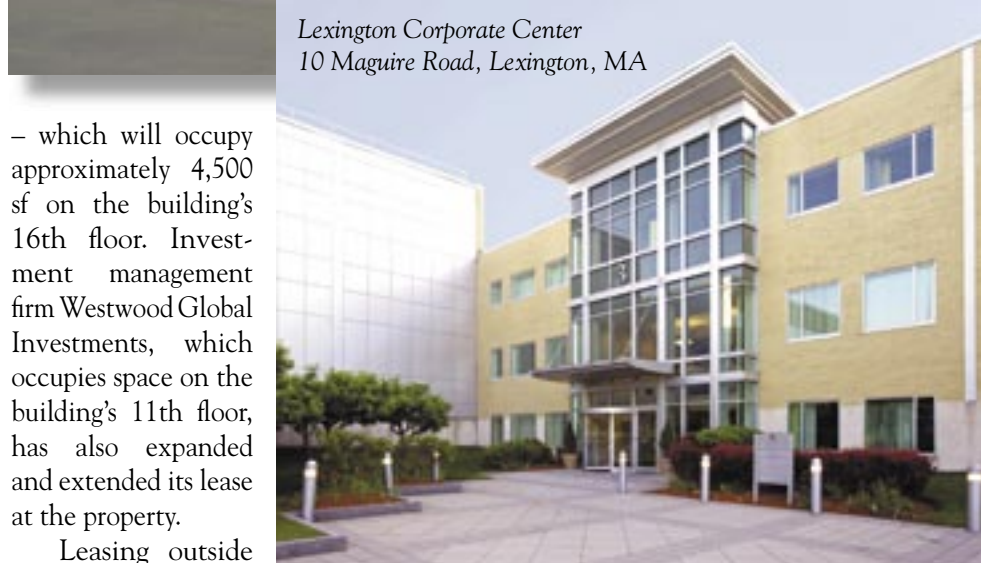 Lexington Corporate Center
10 Maguire Road, Lexington, MA
– which will occupy
approximately 4,500
sf on the building's
16th floor. Invest-
ment management
firm Westwood Global
Investments, which
occupies space on the
building's 11th floor,
has also expanded
and extended its lease
at the property.
Leasing outside
3